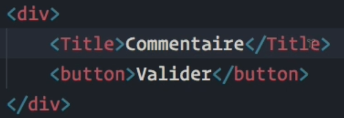 <div>
    <Title>Commentaire</Title>
    <button>Valider</button>
</div>